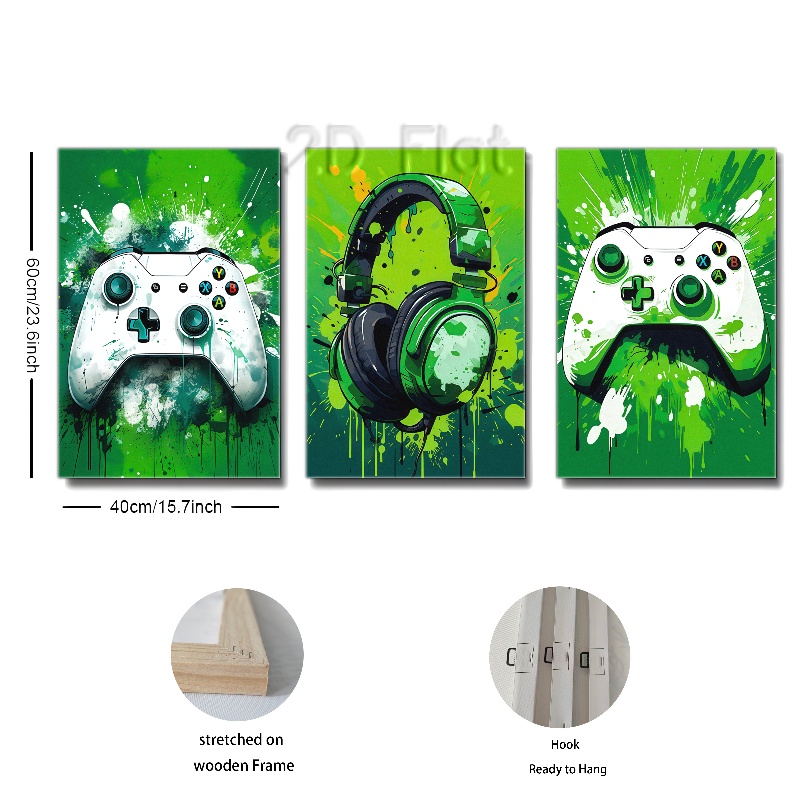 2D Flat
60cm/23.6inch
Y
X B
A
Y
X B
A
40cm/15.7inch
stretched on
wooden Frame
Hook
Ready to Hang